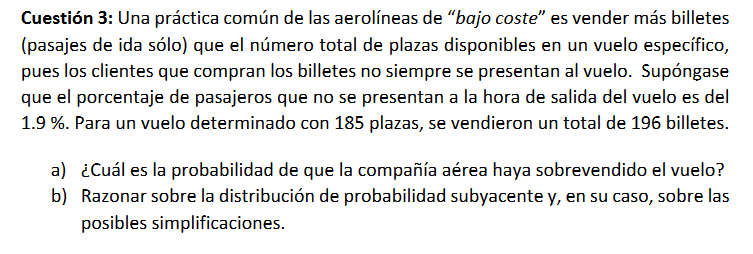 Cuestión 3: Una práctica común de las aerolíneas de “bajo coste” es vender más billetes
(pasajes de ida sólo) que el número total de plazas disponibles en un vuelo específico,
pues los clientes que compran los billetes no siempre se presentan al vuelo. Supóngase
que el porcentaje de pasajeros que no se presentan a la hora de salida del vuelo es del
1.9 %. Para un vuelo determinado con 185 plazas, se vendieron un total de 196 billetes.
a) ¿Cuál es la probabilidad de que la compañía aérea haya sobrevendido el vuelo?
b) Razonar sobre la distribución de probabilidad subyacente y, en su caso, sobre las
posibles simplificaciones.